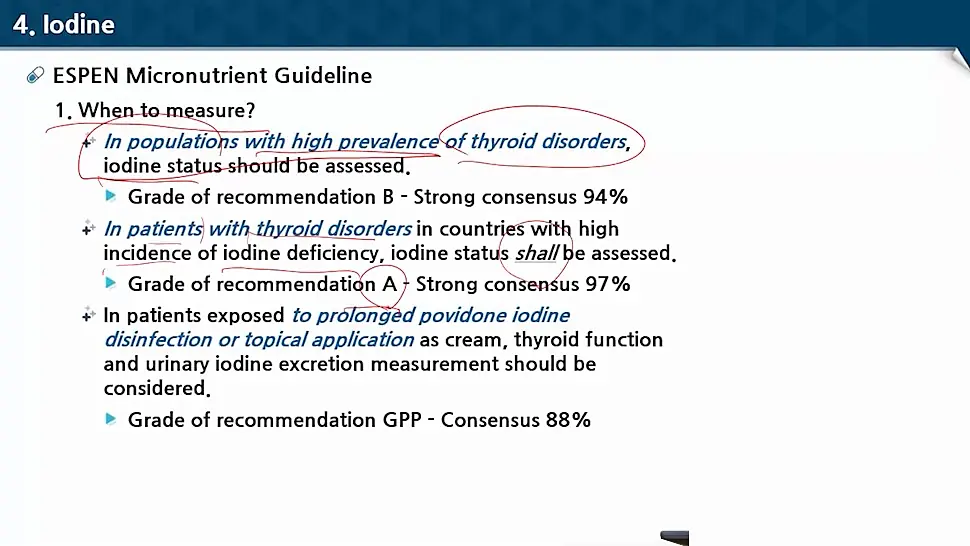 4. Iodine
ESPEN Micronutrient Guideline
1. When to measure?
In populations with high prevalence of thyroid disorders,
iodine status should be assessed.
Grade of recommendation B - Strong consensus 94%
In patients with thyroid disorders in countries with high
incidence of iodine deficiency, iodine status shall be assessed.
Grade of recommendation A - Strong consensus 97%
In patients exposed to prolonged povidone iodine
disinfection or topical application as cream, thyroid function
and urinary iodine excretion measurement should be
considered.
Grade of recommendation GPP - Consensus 88%